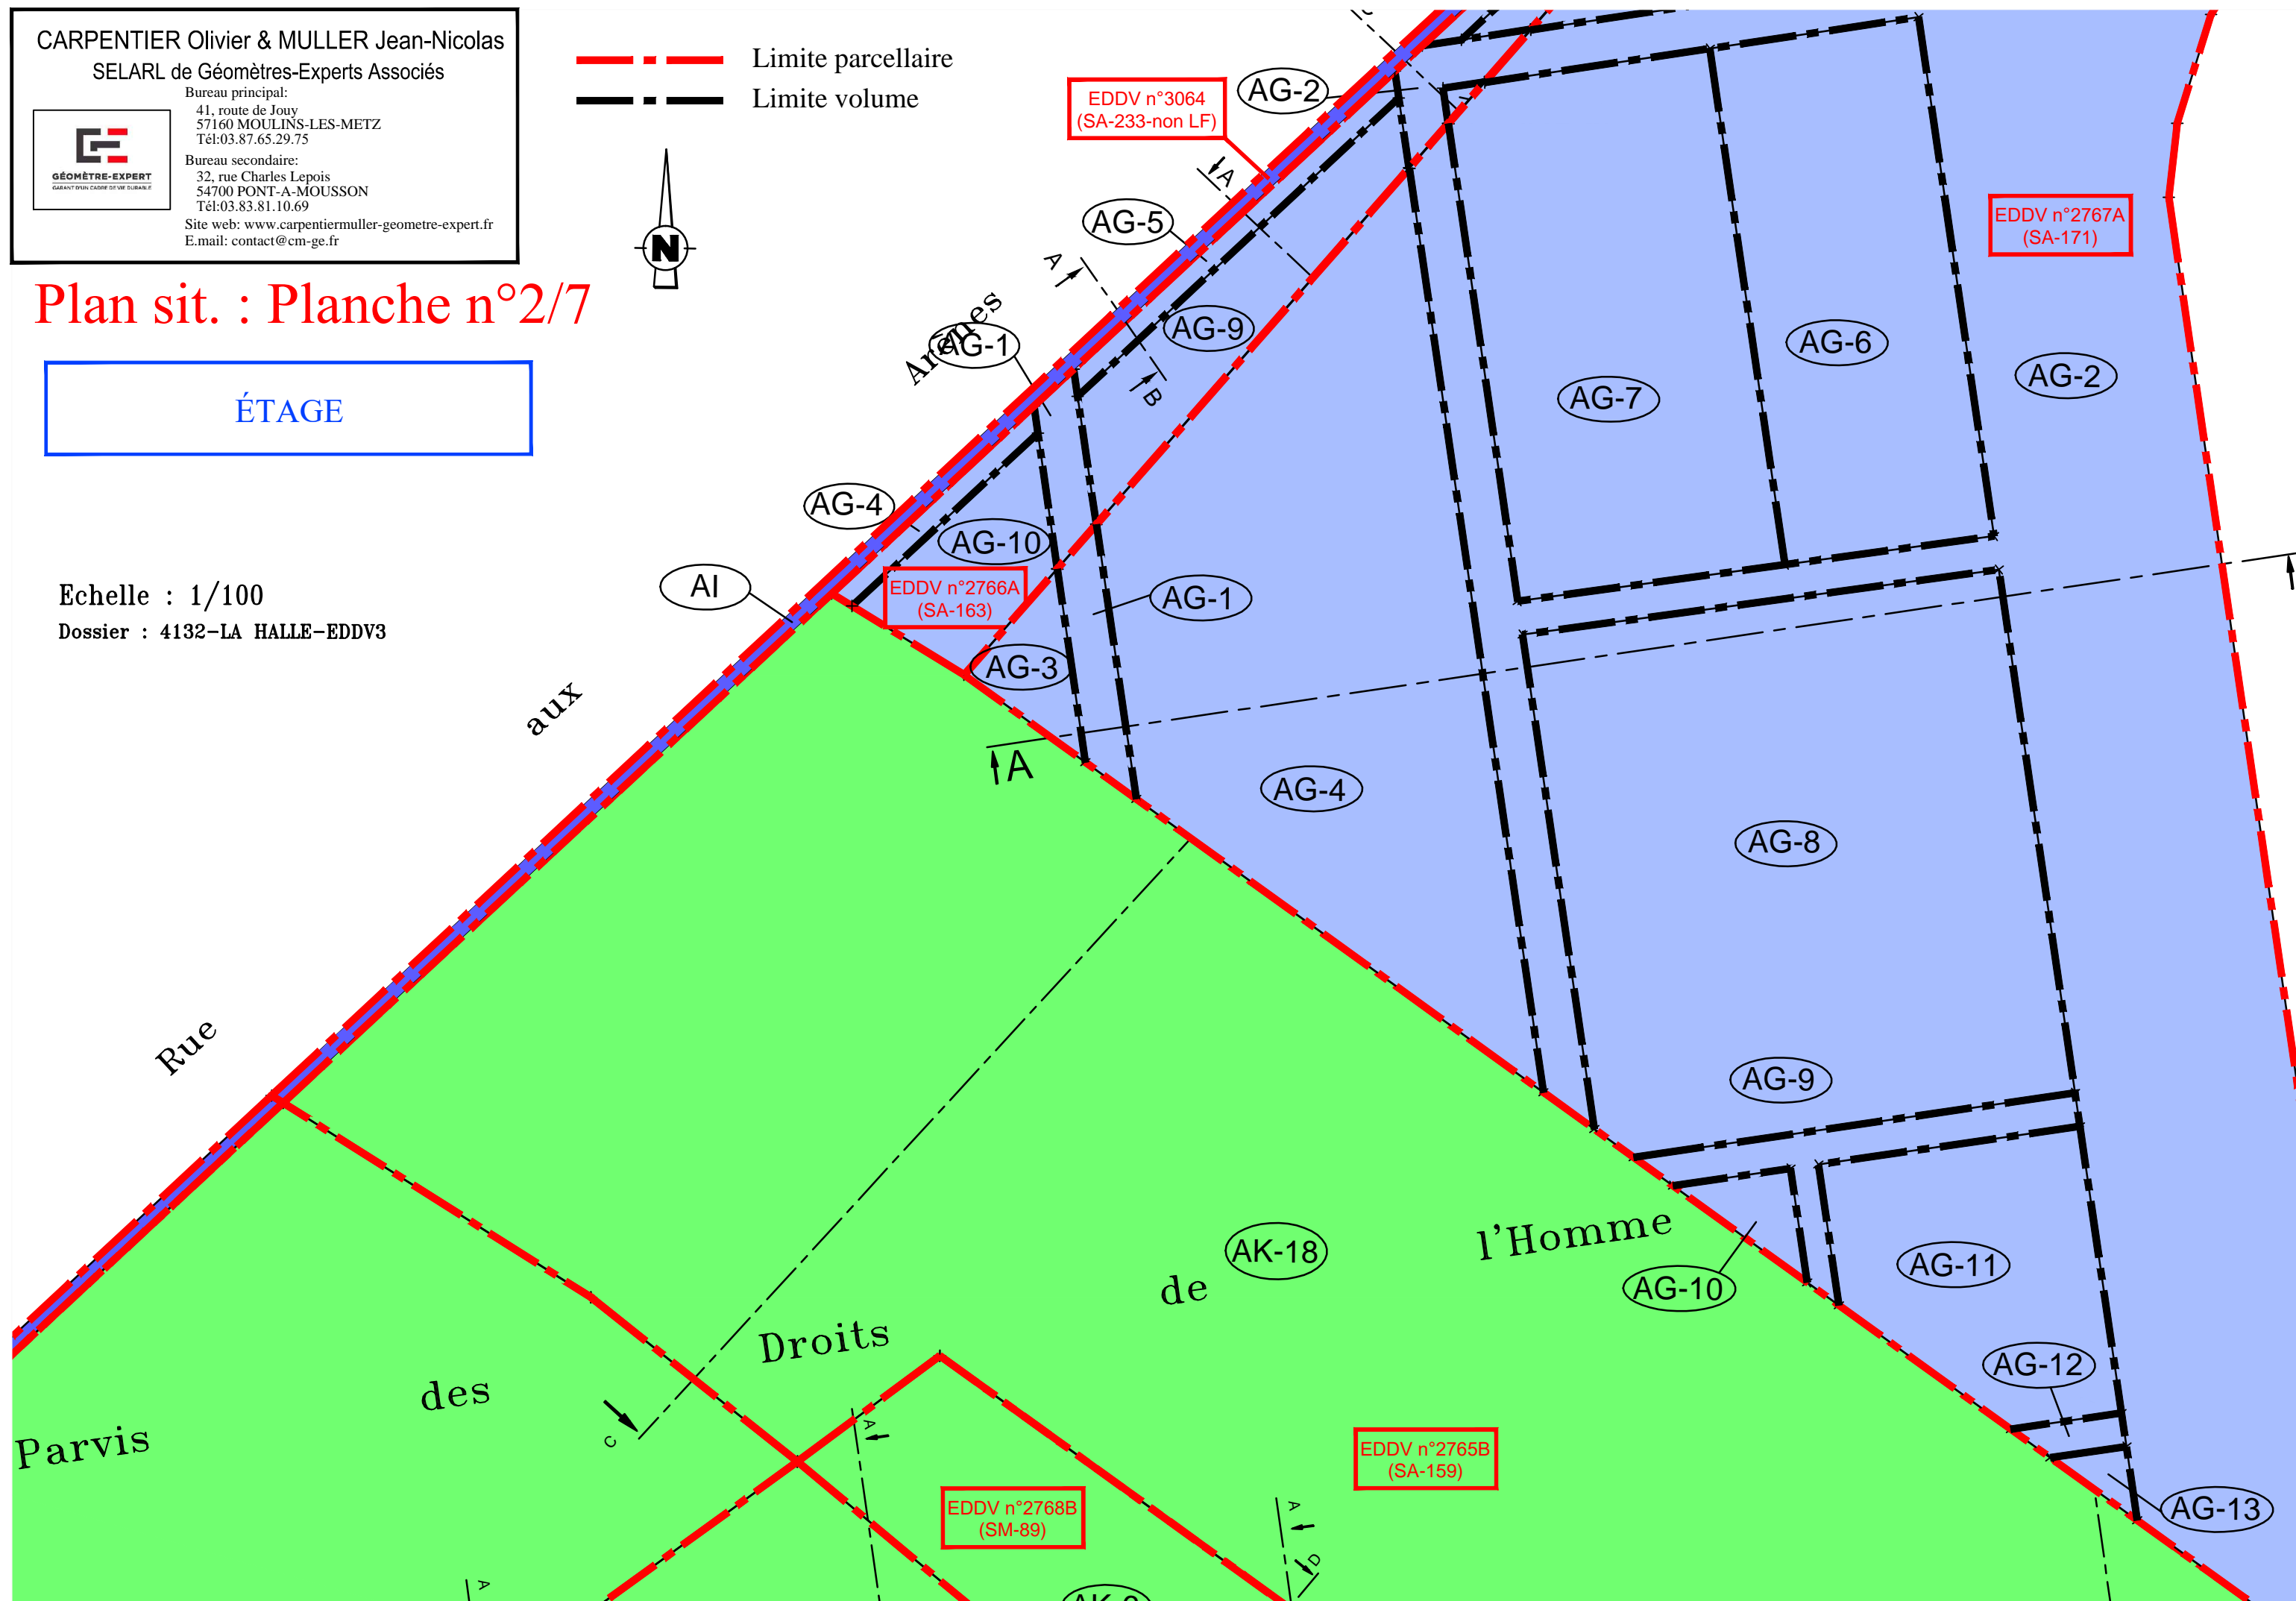 CARPENTIER Olivier & MULLER Jean-Nicolas
SELARL de Géomètres-Experts Associés
Bureau principal:
41, route de Jouy
57160 MOULINS-LES-METZ
Tél:03.87.65.29.75
Bureau secondaire:
32, rue Charles Lepois
54700 PONT-A-MOUSSON
Tél:03.83.81.10.69
Site web: www.carpentiermuller-geometre-expert.fr
E.mail: contact@cm-ge.fr
GÉOMÈTRE-EXPERT
GARANT D'UN CADRE DE VIE DURABLE
Limite parcellaire
Limite volume
N
Plan sit. : Planche n°2/7
ÉTAGE
Echelle : 1/100
Dossier : 4132-LA HALLE-EDDV3
EDDV n°3064
(SA-233-non LF)
AG-2
A
AG-5
A
B
AG-9
AG-1
Arènes
EDDV n°2767A
(SA-171)
AG-6
AG-2
AG-7
AG-4
AG-10
AI
EDDV n°2766A
(SA-163)
AG-1
AG-3
A
aux
AG-4
AG-8
Rue
AG-9
AK-18
l'Homme
de
AG-10
AG-11
Droits
des
AG-12
Parvis
C
A
EDDV n°2765B
(SA-159)
EDDV n°2768B
(SM-89)
A
AG-13
D
A